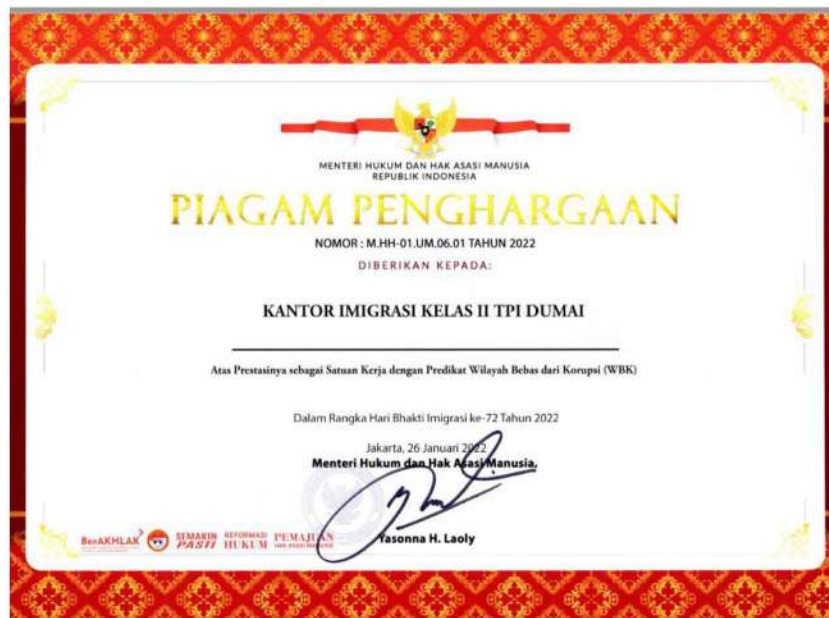 MENTERI HUKUM DAN HAK ASASI MANUSIA
REPUBLIK INDONESIA
PIAGAM PENGHARGAAN
NOMOR : M.HH-01.UM.06.01 TAHUN 2022
DIBERIKAN KEPADA:
KANTOR IMIGRASI KELAS II TPI DUMAI
Atas Prestasinya sebagai Satuan Kerja dengan Predikat Wilayah Bebas dari Korupsi (WBK)
Dalam Rangka Hari Bhakti Imigrasi ke-72 Tahun 2022
Jakarta, 26 Januari 2022
Menteri Hukum dan Hak Asasi Manusia,
Yasonna H. Laoly
BerAKHLAK
SEMAKIN PASTI
REFORMASI HUKUM
PEMAJUAN